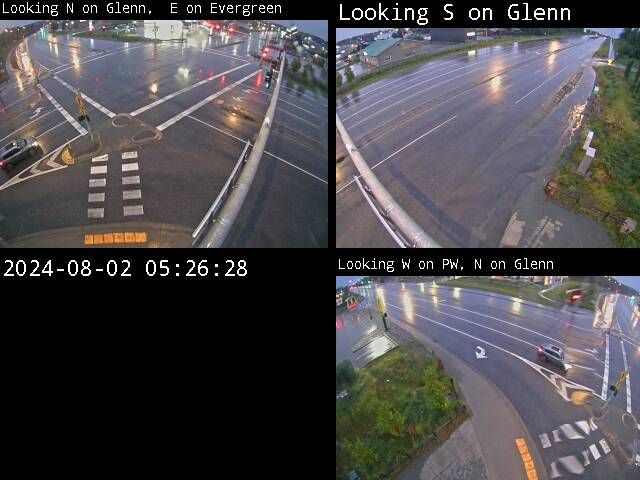 Looking N on Glenn,  E on Evergreen
Looking S on Glenn
2024-08-02 05:26:28
Looking W on PW, N on Glenn